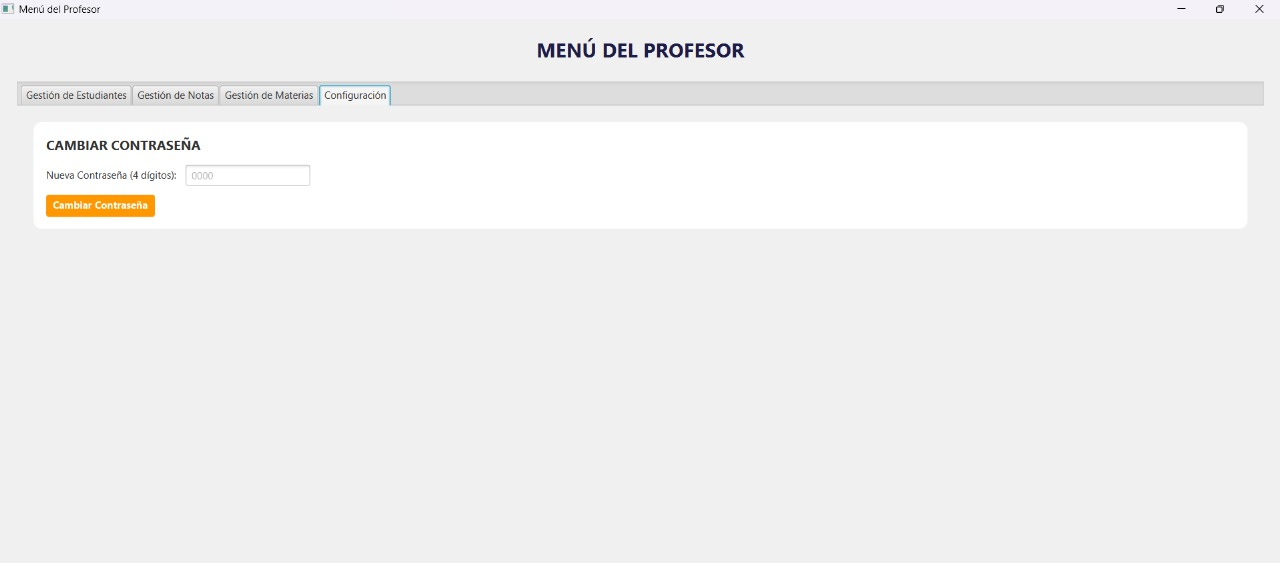 Menú del Profesor
MENÚ DEL PROFESOR
Gestión de Estudiantes Gestión de Notas Gestión de Materias Configuración
CAMBIAR CONTRASEÑA
Nueva Contraseña (4 dígitos): 0000
Cambiar Contraseña